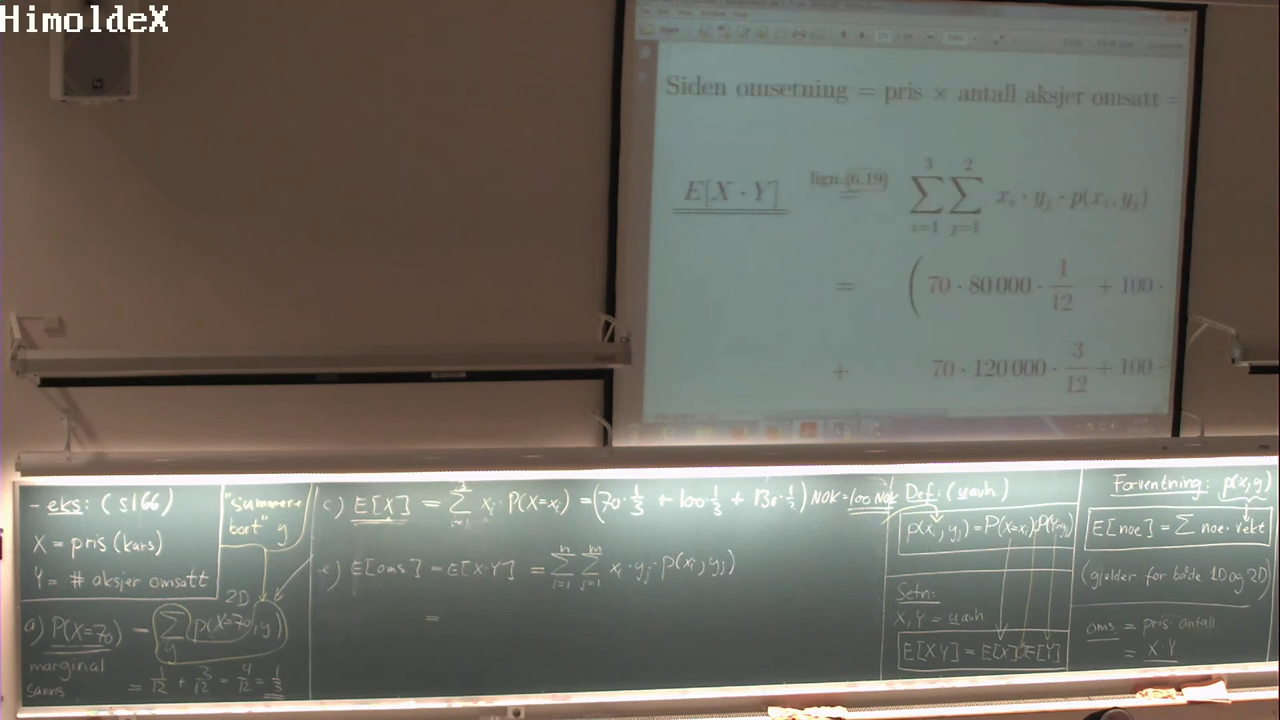 HimoldeX
Siden omsetning = pris × antall aksjer omsatt =
E[X · Y] lign.(6.19) = ∑_{i=1}^{3} ∑_{j=1}^{2} x_i · y_j · p(x_i, y_j)
= ( 70 · 80 000 · 1/12 + 100 ·
+ 70 · 120 000 · 3/12 + 100 ·
- eks: (s166)
X = pris (kurs)
Y = # aksjer omsatt
"summere
bort" y
2D
a) P(X=70) = ∑_y p(X=70, y)
marginal
sanns.
= 1/12 + 3/12 = 4/12 = 1/3
c) E[X] = ∑_{i=1}^{3} x_i · P(X=x_i) = (70 · 1/3 + 100 · 1/3 + 130 · 1/3) NOK = 100 NOK
e) E[oms] = E[X·Y] = ∑_{i=1}^{n} ∑_{j=1}^{m} x_i · y_j · p(x_i, y_j)
=
Def: (uavh)
p(x_i, y_j) = P(X=x_i) · P(Y=y_j)
Setn:
X, Y = uavh
E[XY] = E[X] · E[Y]
Forventning: p(x,y)
E[noe] = ∑ noe · vekt
(gjelder for både 1D og 2D)
oms = pris · antall
= X · Y